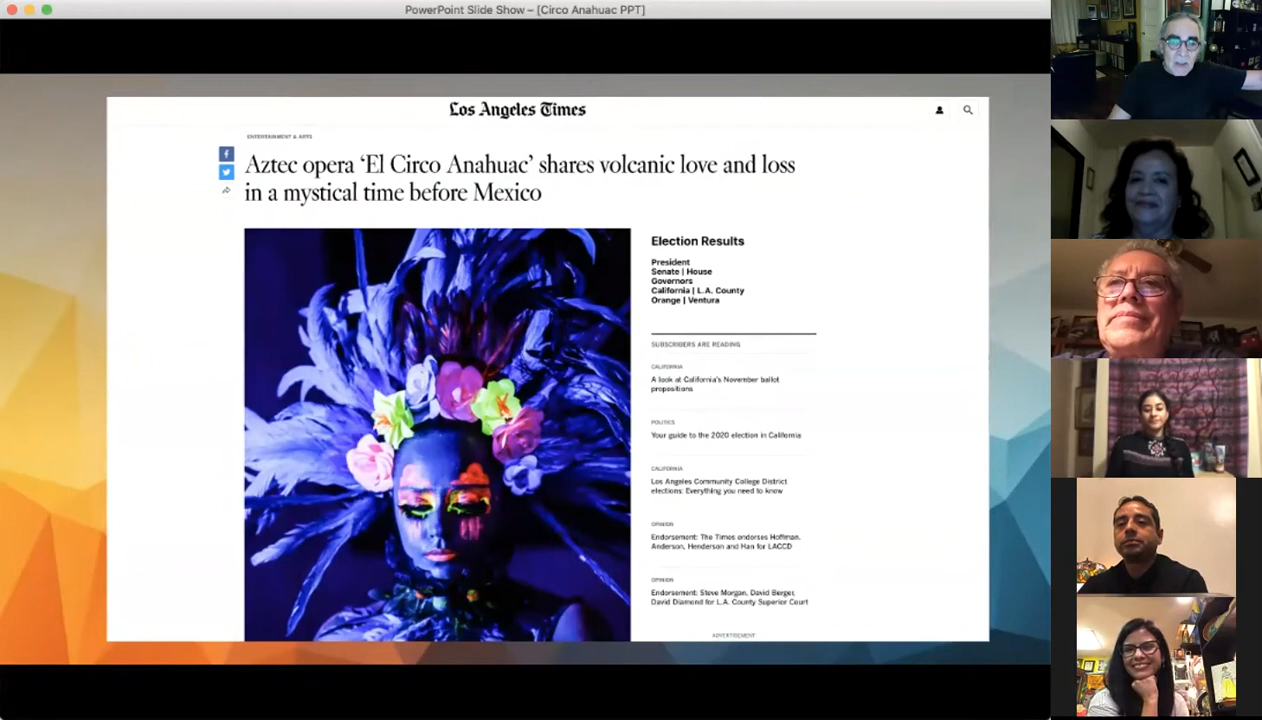 PowerPoint Slide Show – [Circo Anahuac PPT]
Los Angeles Times
ENTERTAINMENT & ARTS
Aztec opera ‘El Circo Anahuac’ shares volcanic love and loss
in a mystical time before Mexico
Election Results
President
Senate | House
Governors
California | L.A. County
Orange | Ventura
SUBSCRIBERS ARE READING
CALIFORNIA
A look at California's November ballot
propositions
POLITICS
Your guide to the 2020 election in California
CALIFORNIA
Los Angeles Community College District
elections: Everything you need to know
OPINION
Endorsement: The Times endorses Hoffman,
Anderson, Henderson and Han for LACCD
OPINION
Endorsement: Steve Morgan, David Berger,
David Diamond for L.A. County Superior Court
ADVERTISEMENT